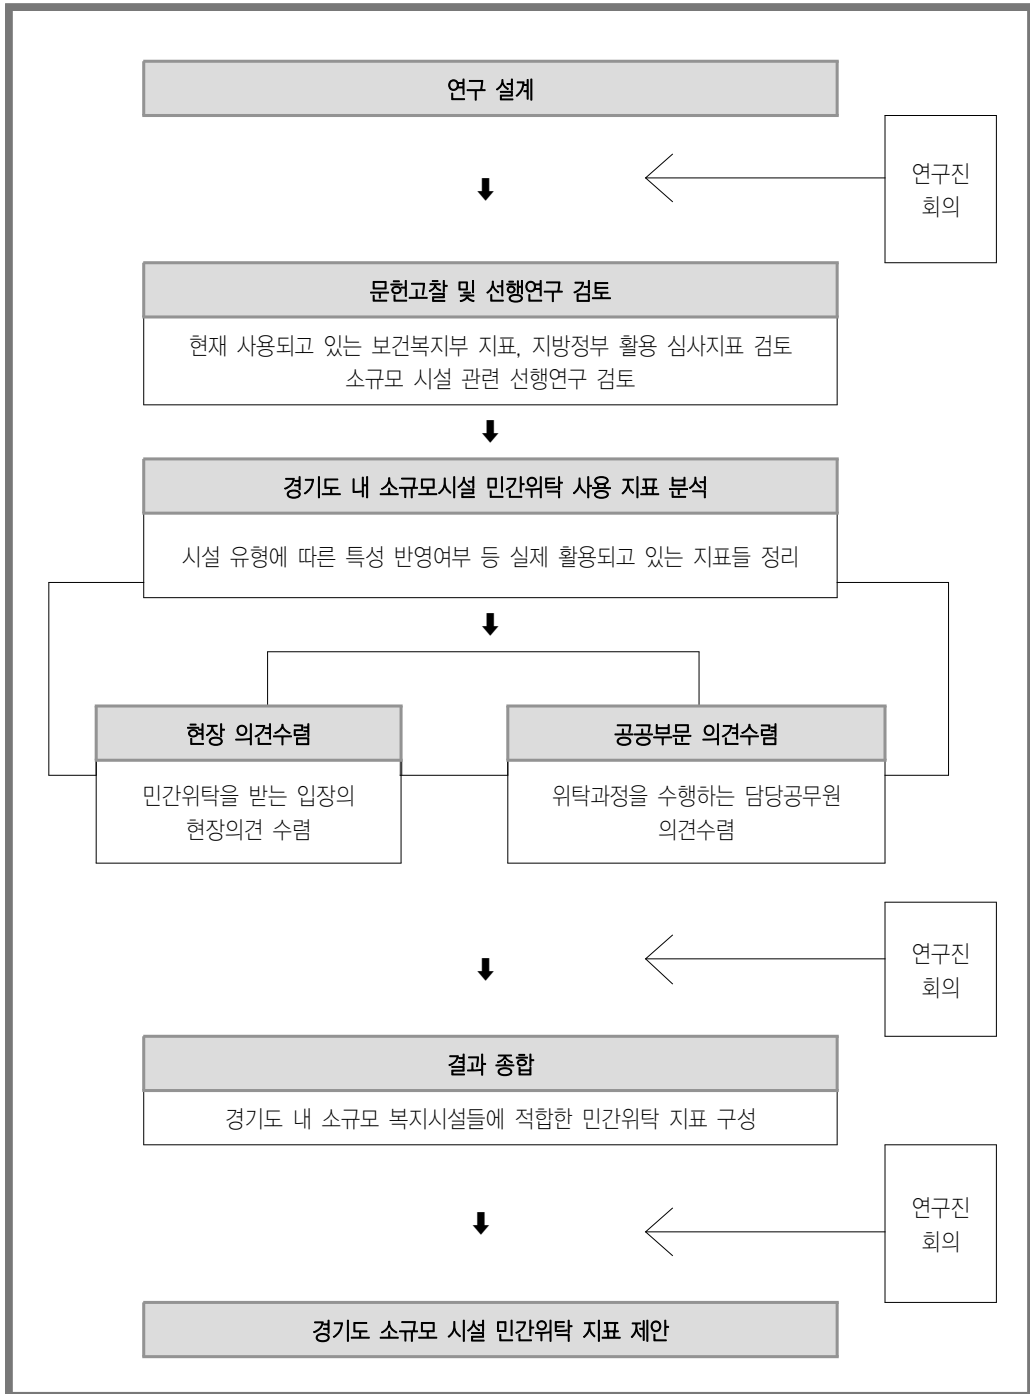 연구 설계
연구진
회의
문헌고찰 및 선행연구 검토
현재 사용되고 있는 보건복지부 지표, 지방정부 활용 심사지표 검토
소규모 시설 관련 선행연구 검토
경기도 내 소규모시설 민간위탁 사용 지표 분석
시설 유형에 따른 특성 반영여부 등 실제 활용되고 있는 지표들 정리
현장 의견수렴
민간위탁을 받는 입장의
현장의견 수렴
공공부문 의견수렴
위탁과정을 수행하는 담당공무원
의견수렴
연구진
회의
결과 종합
경기도 내 소규모 복지시설들에 적합한 민간위탁 지표 구성
연구진
회의
경기도 소규모 시설 민간위탁 지표 제안